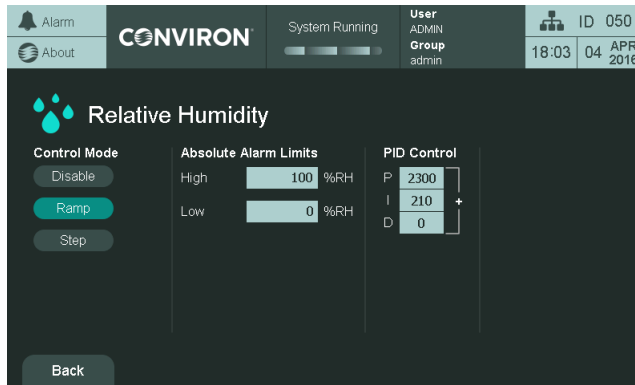 Alarm
About
CONVIRON
System Running
User
ADMIN
Group
admin
ID 050
18:03 04 APR 2016
Relative Humidity
Control Mode
Disable
Ramp
Step
Absolute Alarm Limits
High 100 %RH
Low 0 %RH
PID Control
P 2300
I 210 +
D 0
Back